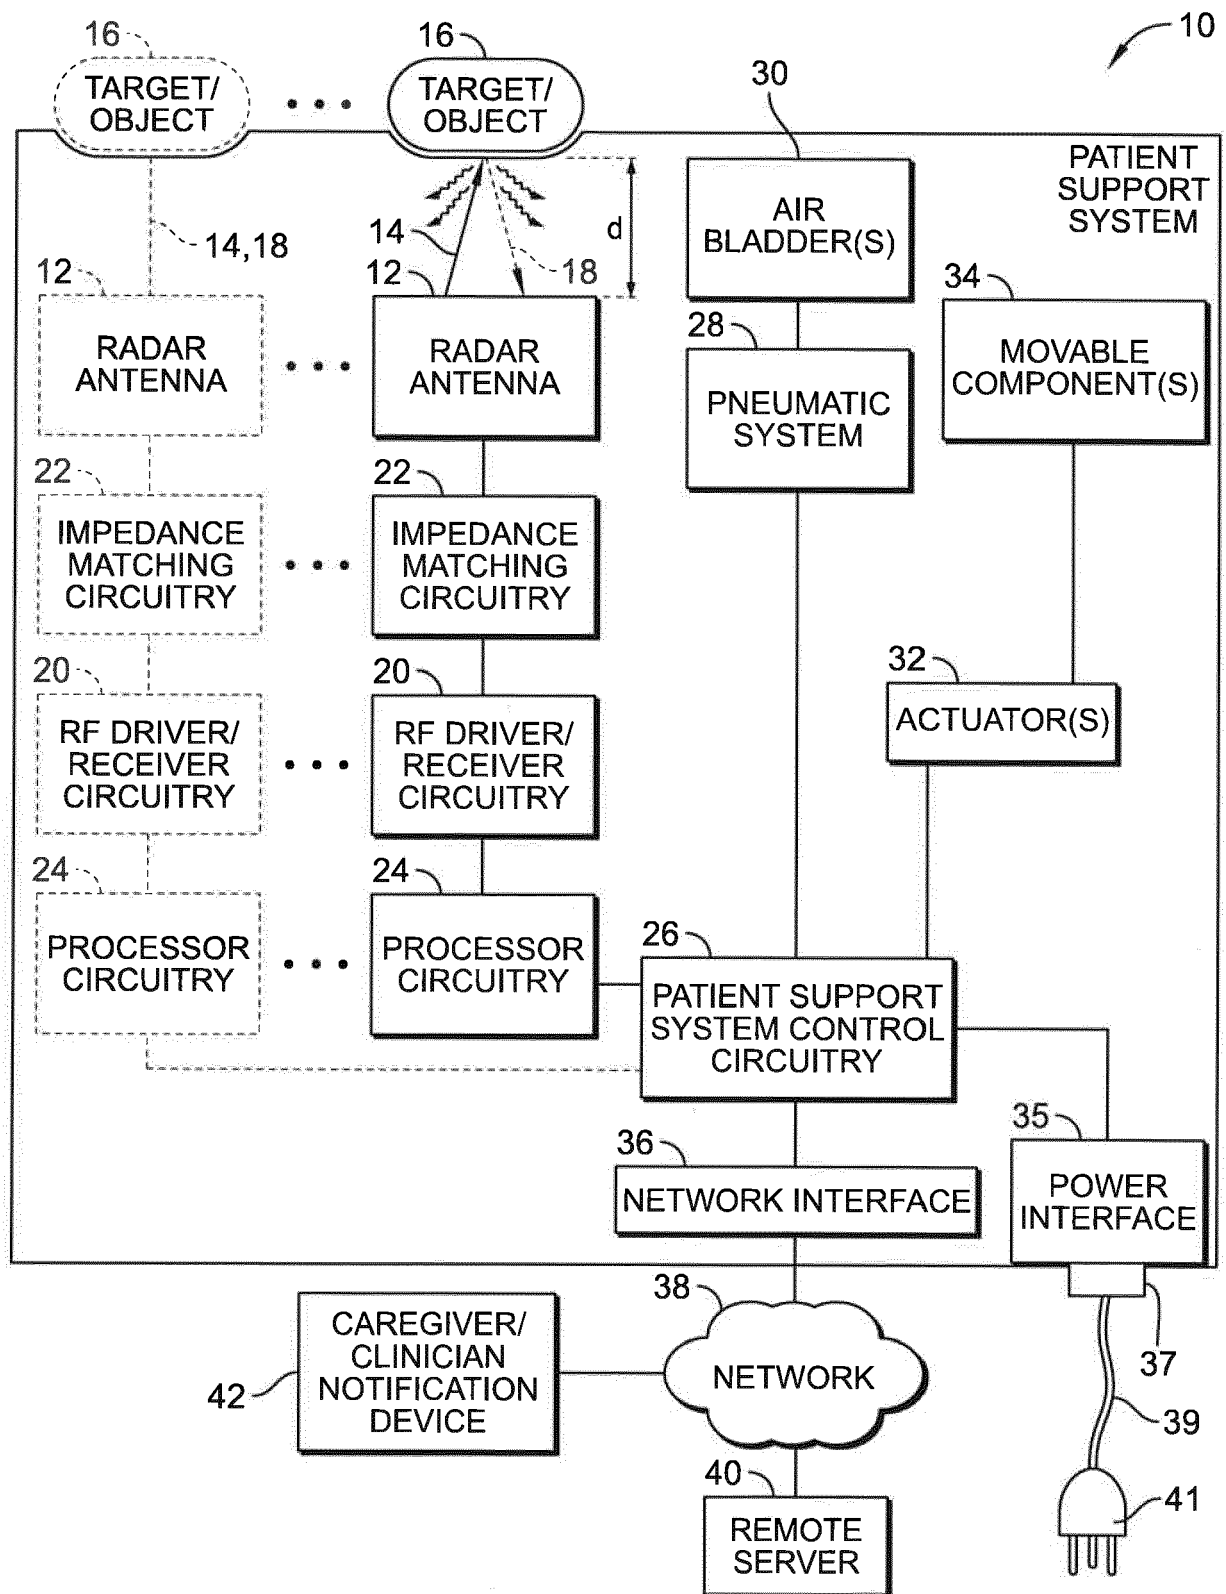 10
16
TARGET/
OBJECT
16
TARGET/
OBJECT
PATIENT
SUPPORT
SYSTEM
14,18
14
18
d
30
AIR
BLADDER(S)
12
RADAR
ANTENNA
12
RADAR
ANTENNA
28
PNEUMATIC
SYSTEM
34
MOVABLE
COMPONENT(S)
22
IMPEDANCE
MATCHING
CIRCUITRY
22
IMPEDANCE
MATCHING
CIRCUITRY
20
RF DRIVER/
RECEIVER
CIRCUITRY
20
RF DRIVER/
RECEIVER
CIRCUITRY
32
ACTUATOR(S)
24
PROCESSOR
CIRCUITRY
24
PROCESSOR
CIRCUITRY
26
PATIENT SUPPORT
SYSTEM CONTROL
CIRCUITRY
36
NETWORK INTERFACE
35
POWER
INTERFACE
37
39
41
38
NETWORK
42
CAREGIVER/
CLINICIAN
NOTIFICATION
DEVICE
40
REMOTE
SERVER